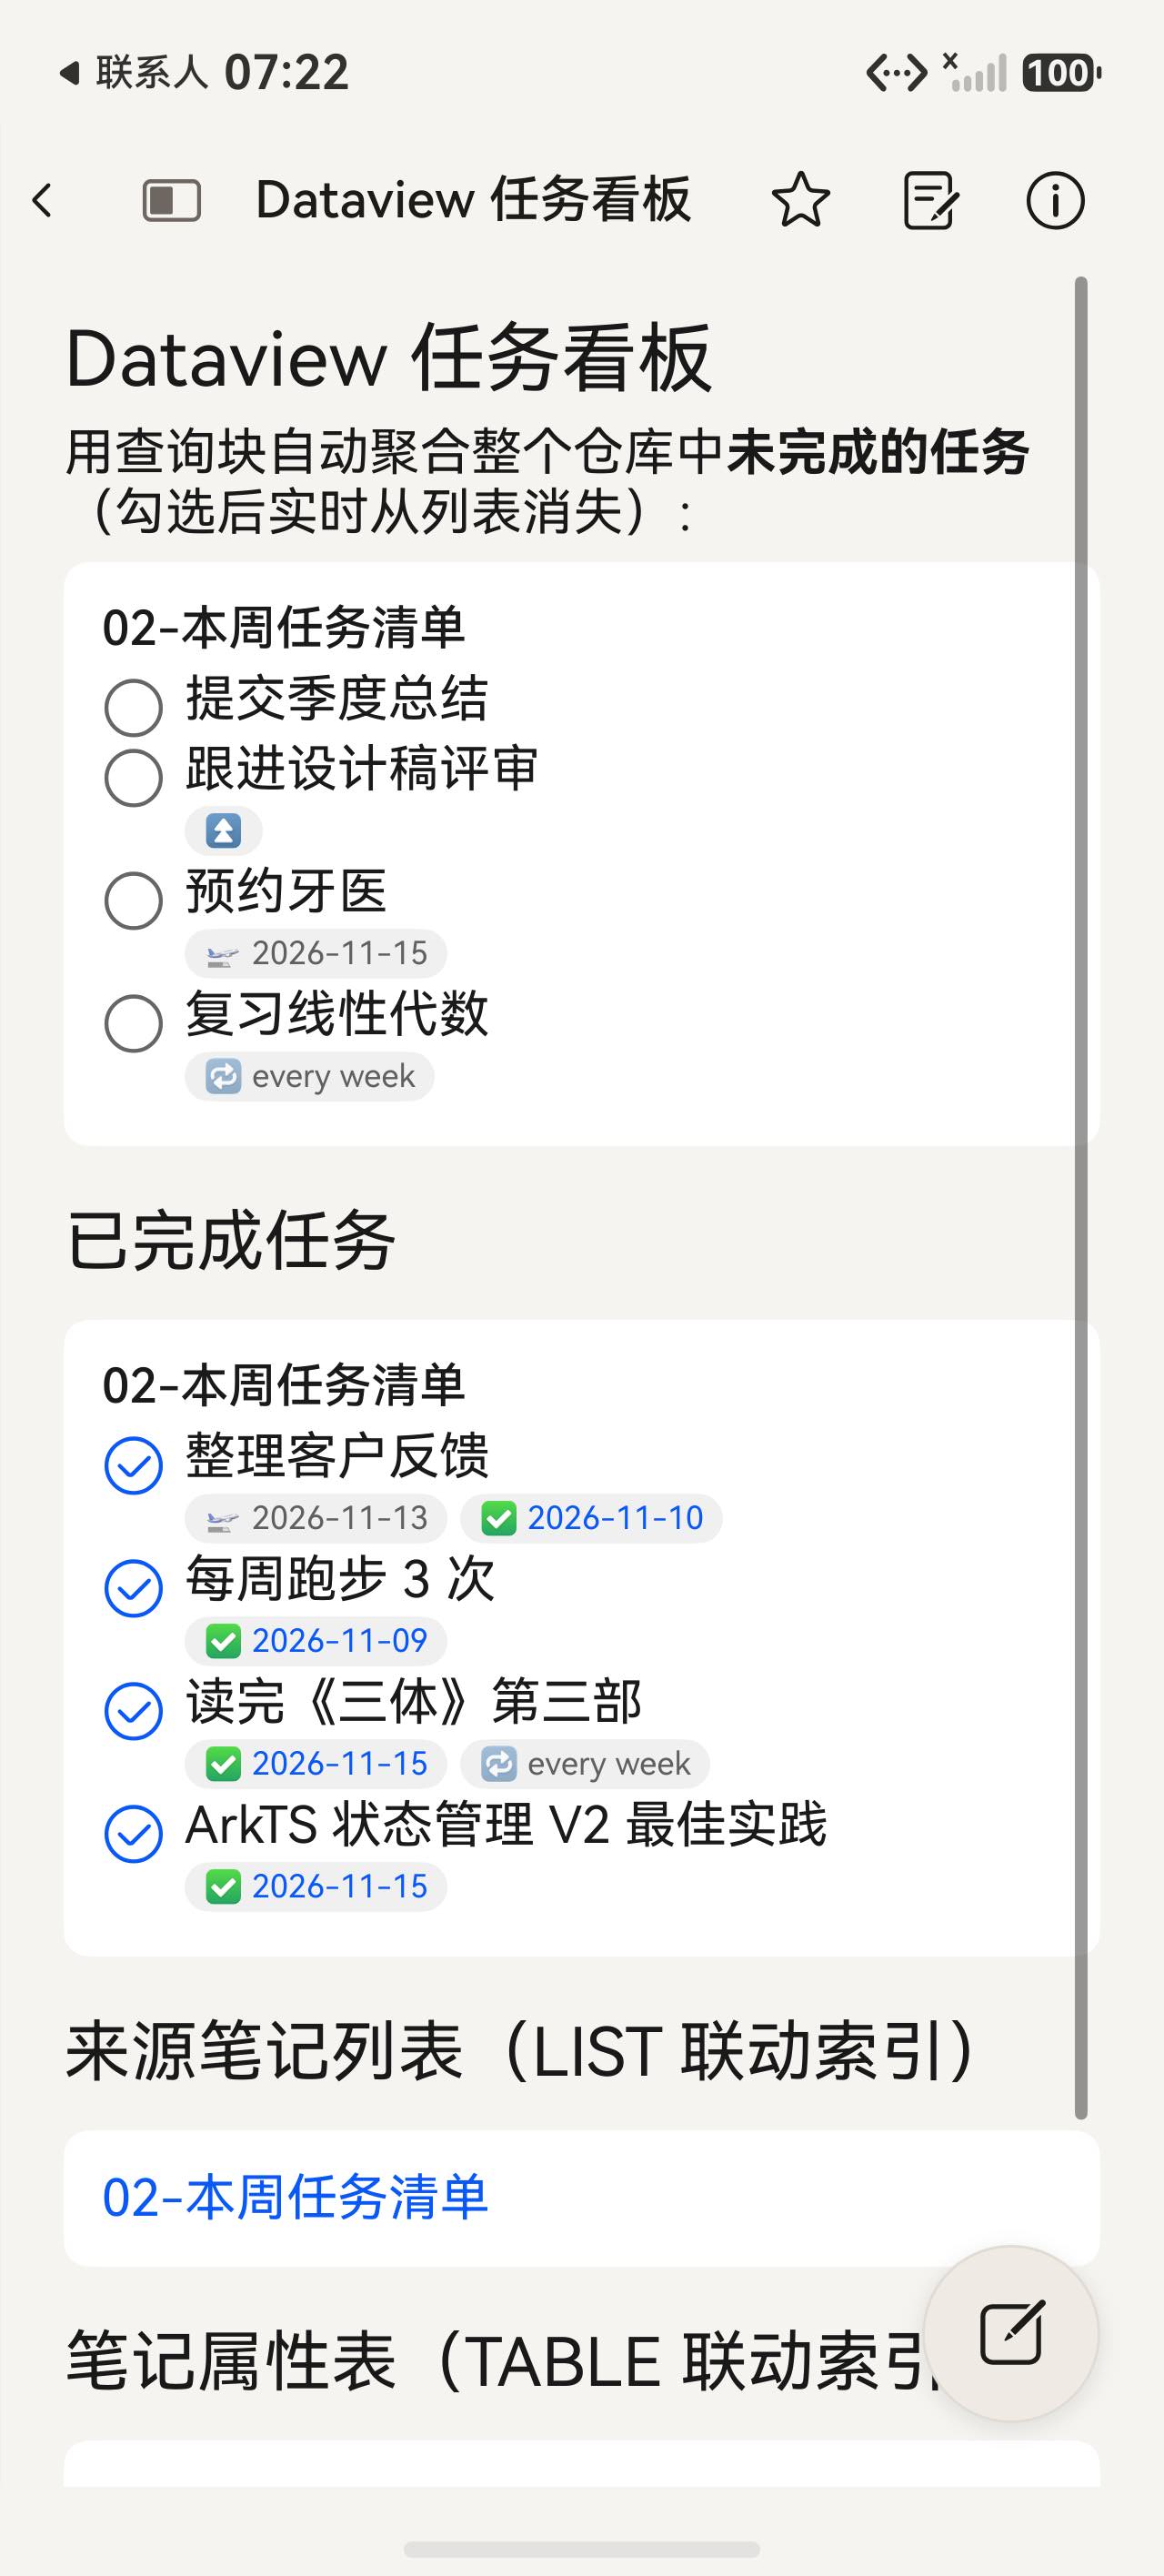 联系人 07:22
100
Dataview 任务看板
Dataview 任务看板
用查询块自动聚合整个仓库中未完成的任务
（勾选后实时从列表消失）:
02-本周任务清单
提交季度总结
跟进设计稿评审
预约牙医
2026-11-15
复习线性代数
every week
已完成任务
02-本周任务清单
整理客户反馈
2026-11-13 2026-11-10
每周跑步 3 次
2026-11-09
读完《三体》第三部
2026-11-15 every week
ArkTS 状态管理 V2 最佳实践
2026-11-15
来源笔记列表（LIST 联动索引）
02-本周任务清单
笔记属性表（TABLE 联动索